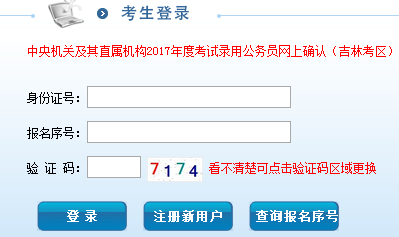 考生登录
中央机关及其直属机构2017年度考试录用公务员网上确认（吉林考区）
身份证号：
报名序号：
验 证 码： 7174 看不清楚可点击验证码区域更换
登 录 注册新用户 查询报名序号